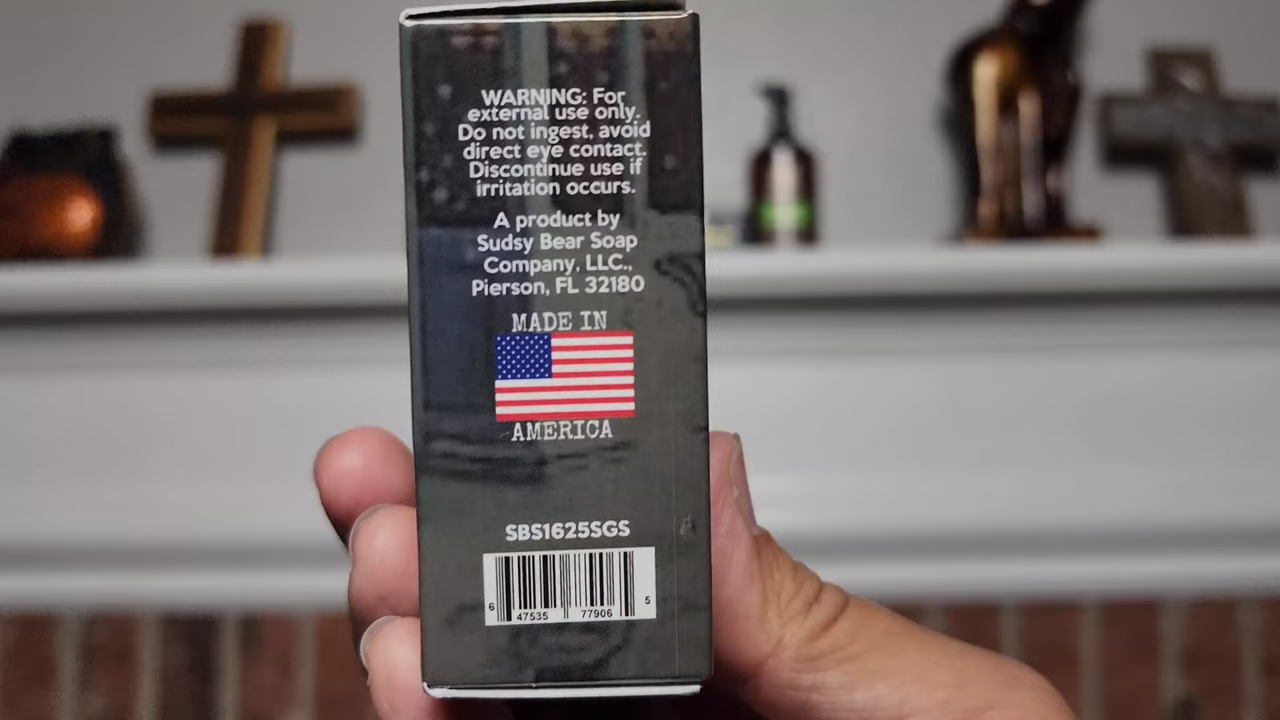 WARNING: For
external use only.
Do not ingest, avoid
direct eye contact.
Discontinue use if
irritation occurs.
A product by
Sudsy Bear Soap
Company, LLC.,
Pierson, FL 32180
MADE IN
AMERICA
SBS1625SGS
6 47535 77906 5